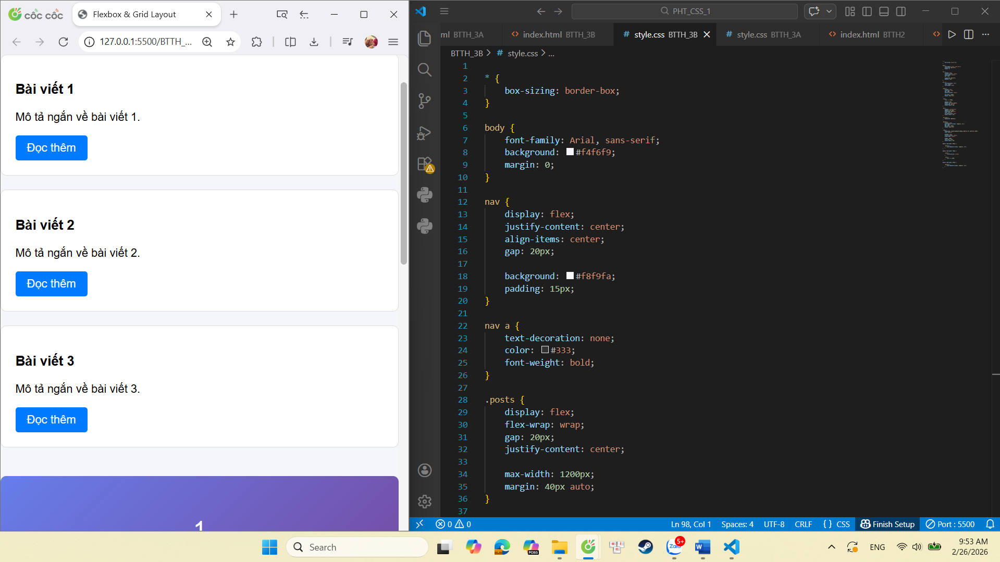 cốc cốc
Flexbox & Grid Layout
127.0.0.1:5500/BTTH_...
Bài viết 1
Mô tả ngắn về bài viết 1.
Đọc thêm
Bài viết 2
Mô tả ngắn về bài viết 2.
Đọc thêm
Bài viết 3
Mô tả ngắn về bài viết 3.
Đọc thêm
1
PHT_CSS_1
ml BTTH_3A
index.html BTTH_3B
# style.css BTTH_3B
# style.css BTTH_3A
index.html BTTH2
BTTH_3B > # style.css > ...
1
2 * {
3 box-sizing: border-box;
4 }
5
6 body {
7 font-family: Arial, sans-serif;
8 background: #f4f6f9;
9 margin: 0;
10 }
11
12 nav {
13 display: flex;
14 justify-content: center;
15 align-items: center;
16 gap: 20px;
17
18 background: #f8f9fa;
19 padding: 15px;
20 }
21
22 nav a {
23 text-decoration: none;
24 color: #333;
25 font-weight: bold;
26 }
27
28 .posts {
29 display: flex;
30 flex-wrap: wrap;
31 gap: 20px;
32 justify-content: center;
33
34 max-width: 1200px;
35 margin: 40px auto;
36 }
37
0 0 Ln 98, Col 1 Spaces: 4 UTF-8 CRLF { } CSS Finish Setup Port : 5500
Search
M365
Zalo
5+
W
ENG
9:53 AM
2/26/2026